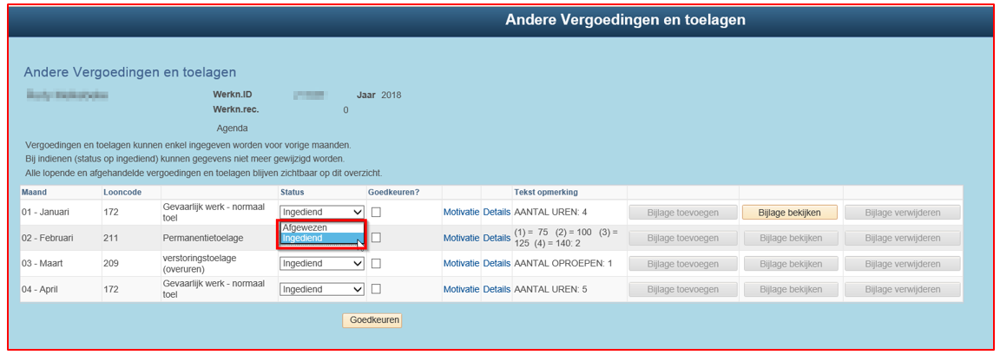 Andere Vergoedingen en toelagen
Andere Vergoedingen en toelagen
Werkn.ID Jaar 2018
Werkn.rec. 0
Agenda
Vergoedingen en toelagen kunnen enkel ingegeven worden voor vorige maanden.
Bij indienen (status op ingediend) kunnen gegevens niet meer gewijzigd worden.
Alle lopende en afgehandelde vergoedingen en toelagen blijven zichtbaar op dit overzicht.
Maand Looncode Status Goedkeuren? Tekst opmerking
01 - Januari 172 Gevaarlijk werk - normaal toel Ingediend Motivatie Details AANTAL UREN: 4 Bijlage toevoegen Bijlage bekijken Bijlage verwijderen
Afgewezen
Ingediend
02 - Februari 211 Permanentietoelage Motivatie Details (1) = 75 (2) = 100 (3) = 125 (4) = 140: 2 Bijlage toevoegen Bijlage bekijken Bijlage verwijderen
03 - Maart 209 verstoringstoelage (overuren) Ingediend Motivatie Details AANTAL OPROEPEN: 1 Bijlage toevoegen Bijlage bekijken Bijlage verwijderen
04 - April 172 Gevaarlijk werk - normaal toel Ingediend Motivatie Details AANTAL UREN: 5 Bijlage toevoegen Bijlage bekijken Bijlage verwijderen
Goedkeuren